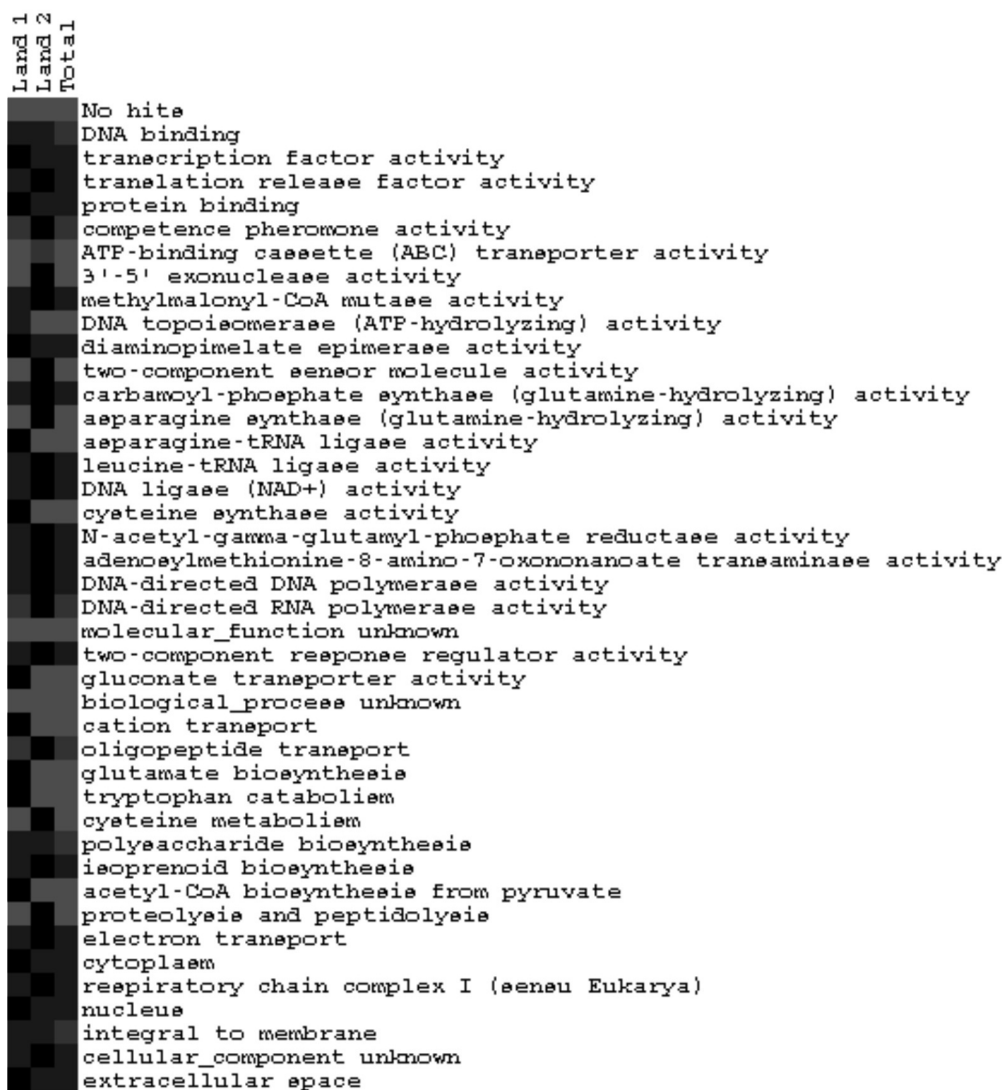 Land 1
Land 2
Total
No hits
DNA binding
transcription factor activity
translation release factor activity
protein binding
competence pheromone activity
ATP-binding cassette (ABC) transporter activity
3'-5' exonuclease activity
methylmalonyl-CoA mutase activity
DNA topoisomerase (ATP-hydrolyzing) activity
diaminopimelate epimerase activity
two-component sensor molecule activity
carbamoyl-phosphate synthase (glutamine-hydrolyzing) activity
asparagine synthase (glutamine-hydrolyzing) activity
asparagine-tRNA ligase activity
leucine-tRNA ligase activity
DNA ligase (NAD+) activity
cysteine synthase activity
N-acetyl-gamma-glutamyl-phosphate reductase activity
adenosylmethionine-8-amino-7-oxononanoate transaminase activity
DNA-directed DNA polymerase activity
DNA-directed RNA polymerase activity
molecular_function unknown
two-component response regulator activity
gluconate transporter activity
biological_process unknown
cation transport
oligopeptide transport
glutamate biosynthesis
tryptophan catabolism
cysteine metabolism
polysaccharide biosynthesis
isoprenoid biosynthesis
acetyl-CoA biosynthesis from pyruvate
proteolysis and peptidolysis
electron transport
cytoplasm
respiratory chain complex I (sensu Eukarya)
nucleus
integral to membrane
cellular_component unknown
extracellular space